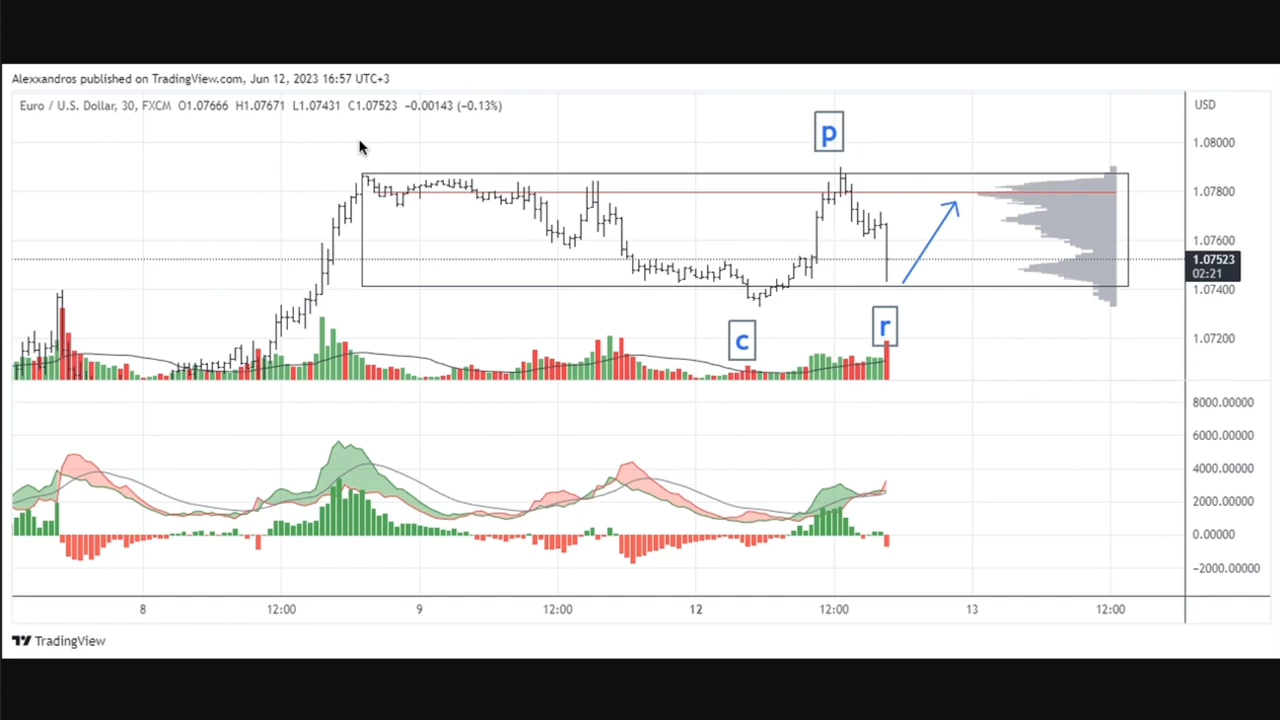 Alexxandros published on TradingView.com, Jun 12, 2023 16:57 UTC+3
Euro / U.S. Dollar, 30, FXCM O1.07666 H1.07671 L1.07431 C1.07523 −0.00143 (−0.13%)
USD
p
1.08000
1.07800
1.07600
1.07523
02:21
1.07400
r
c
1.07200
8000.00000
6000.00000
4000.00000
2000.00000
0.00000
−2000.00000
8 12:00 9 12:00 12 12:00 13 12:00
TradingView